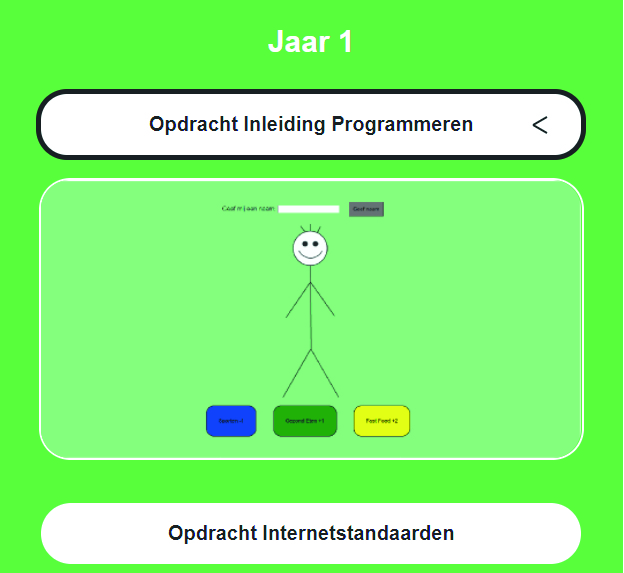 Jaar 1
Opdracht Inleiding Programmeren <
Geef mij een naam
Geef naam
Sporten -1
Gezond Eten +1
Fast Food +2
Opdracht Internetstandaarden